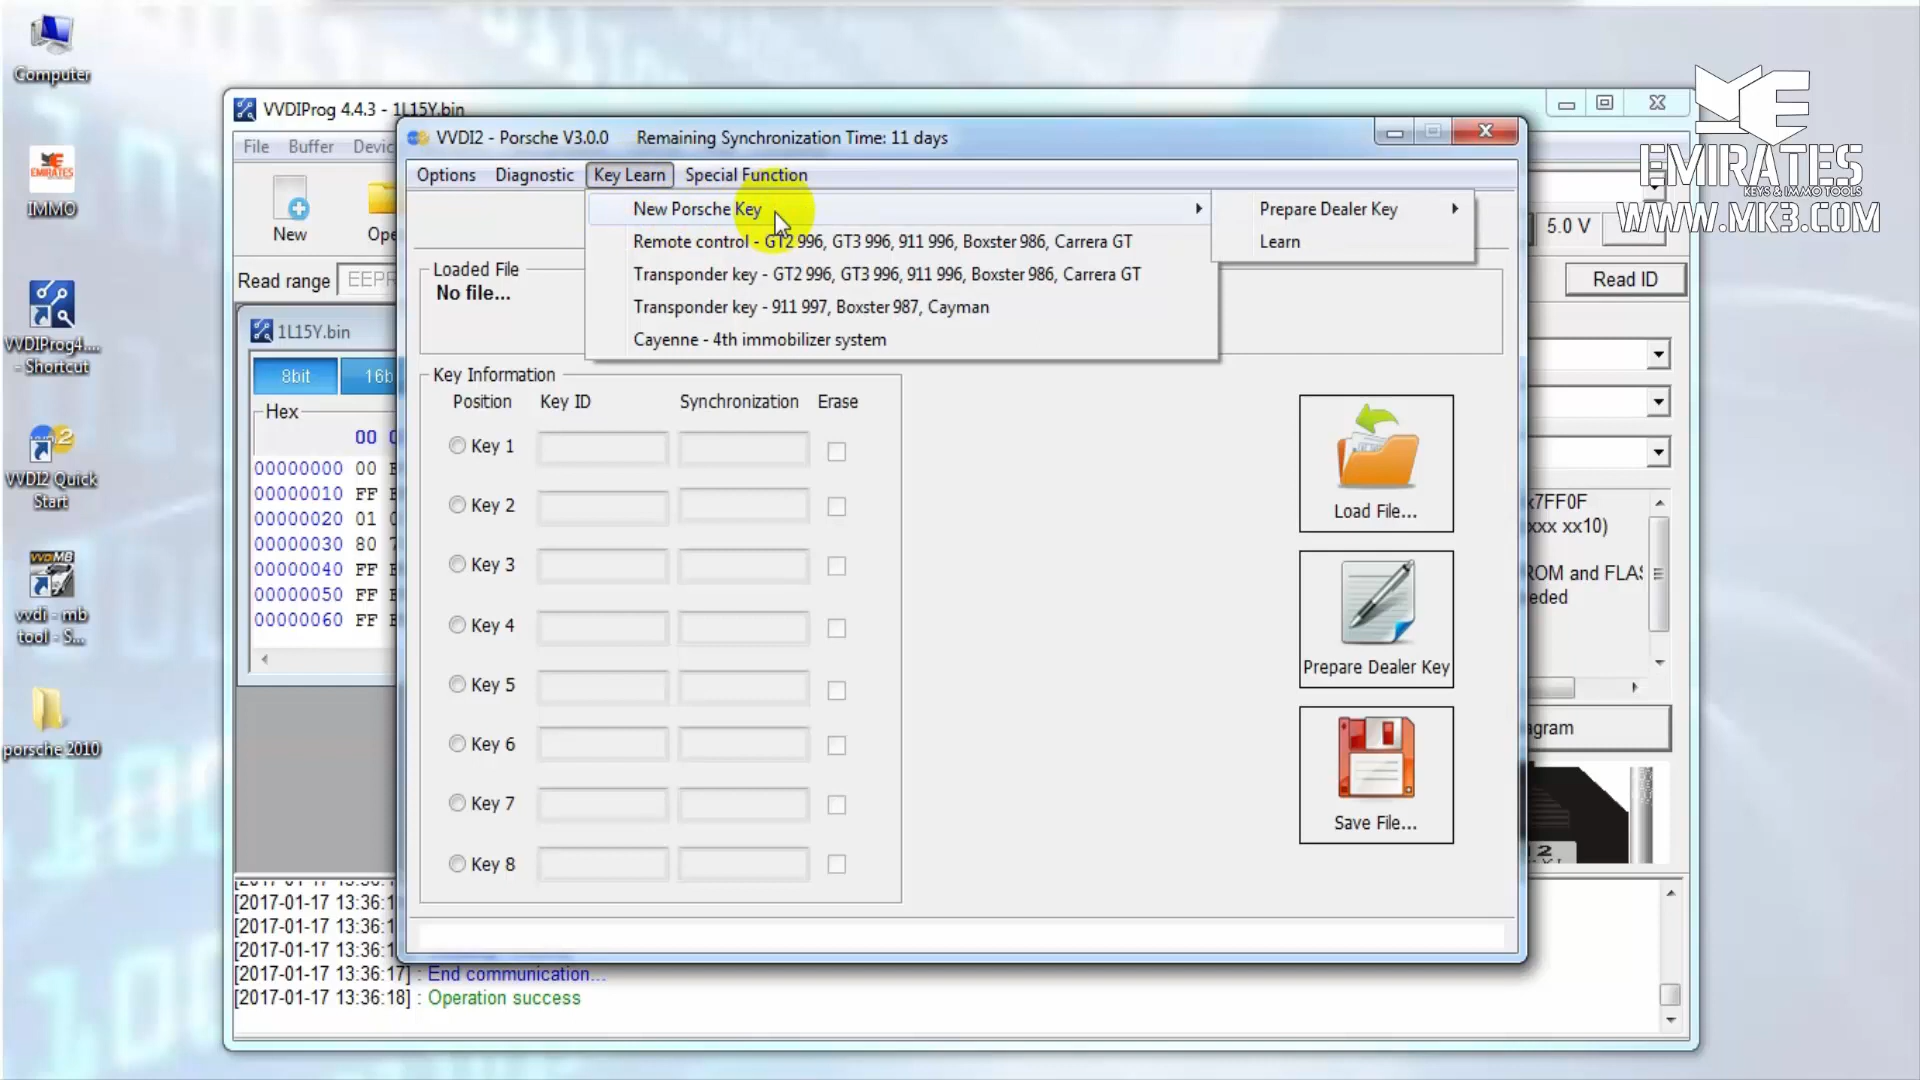 Computer
EMIRATES
IMMO
VVDIProg4....
- Shortcut
VVDI2 Quick
Start
vvdi - mb
tool - S...
porsche 2010
EMIRATES
KEYS & IMMO TOOLS
WWW.MK3.COM
VVDIProg 4.4.3 - 1L15Y.bin
File Buffer
New
Read range
Read ID
5.0 V
1L15Y.bin
8bit
Hex
00
00000000 00
00000010 FF
00000020 01
00000030 80
00000040 FF
00000050 FF
00000060 FF
VVDI2 - Porsche V3.0.0 Remaining Synchronization Time: 11 days
Options Diagnostic Key Learn Special Function
New Porsche Key
Remote control - GT2 996, GT3 996, 911 996, Boxster 986, Carrera GT
Transponder key - GT2 996, GT3 996, 911 996, Boxster 986, Carrera GT
Transponder key - 911 997, Boxster 987, Cayman
Cayenne - 4th immobilizer system
Prepare Dealer Key
Learn
Loaded File
No file...
Key Information
Position Key ID Synchronization Erase
Key 1
Key 2
Key 3
Key 4
Key 5
Key 6
Key 7
Key 8
Load File...
Prepare Dealer Key
Save File...
x7FF0F
xxx xx10)
ROM and FLAS
eded
gram
[2017-01-17 13:36:1
[2017-01-17 13:36:1
[2017-01-17 13:36:1
[2017-01-17 13:36:17] : End communication...
[2017-01-17 13:36:18] : Operation success